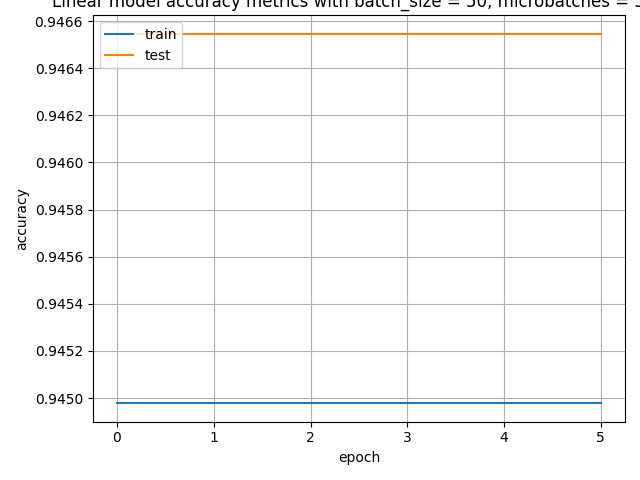 Linear model accuracy metrics with batch_size = 50, microbatches =
0.9466
train
test
0.9464
0.9462
0.9460
accuracy
0.9458
0.9456
0.9454
0.9452
0.9450
0 1 2 3 4 5
epoch